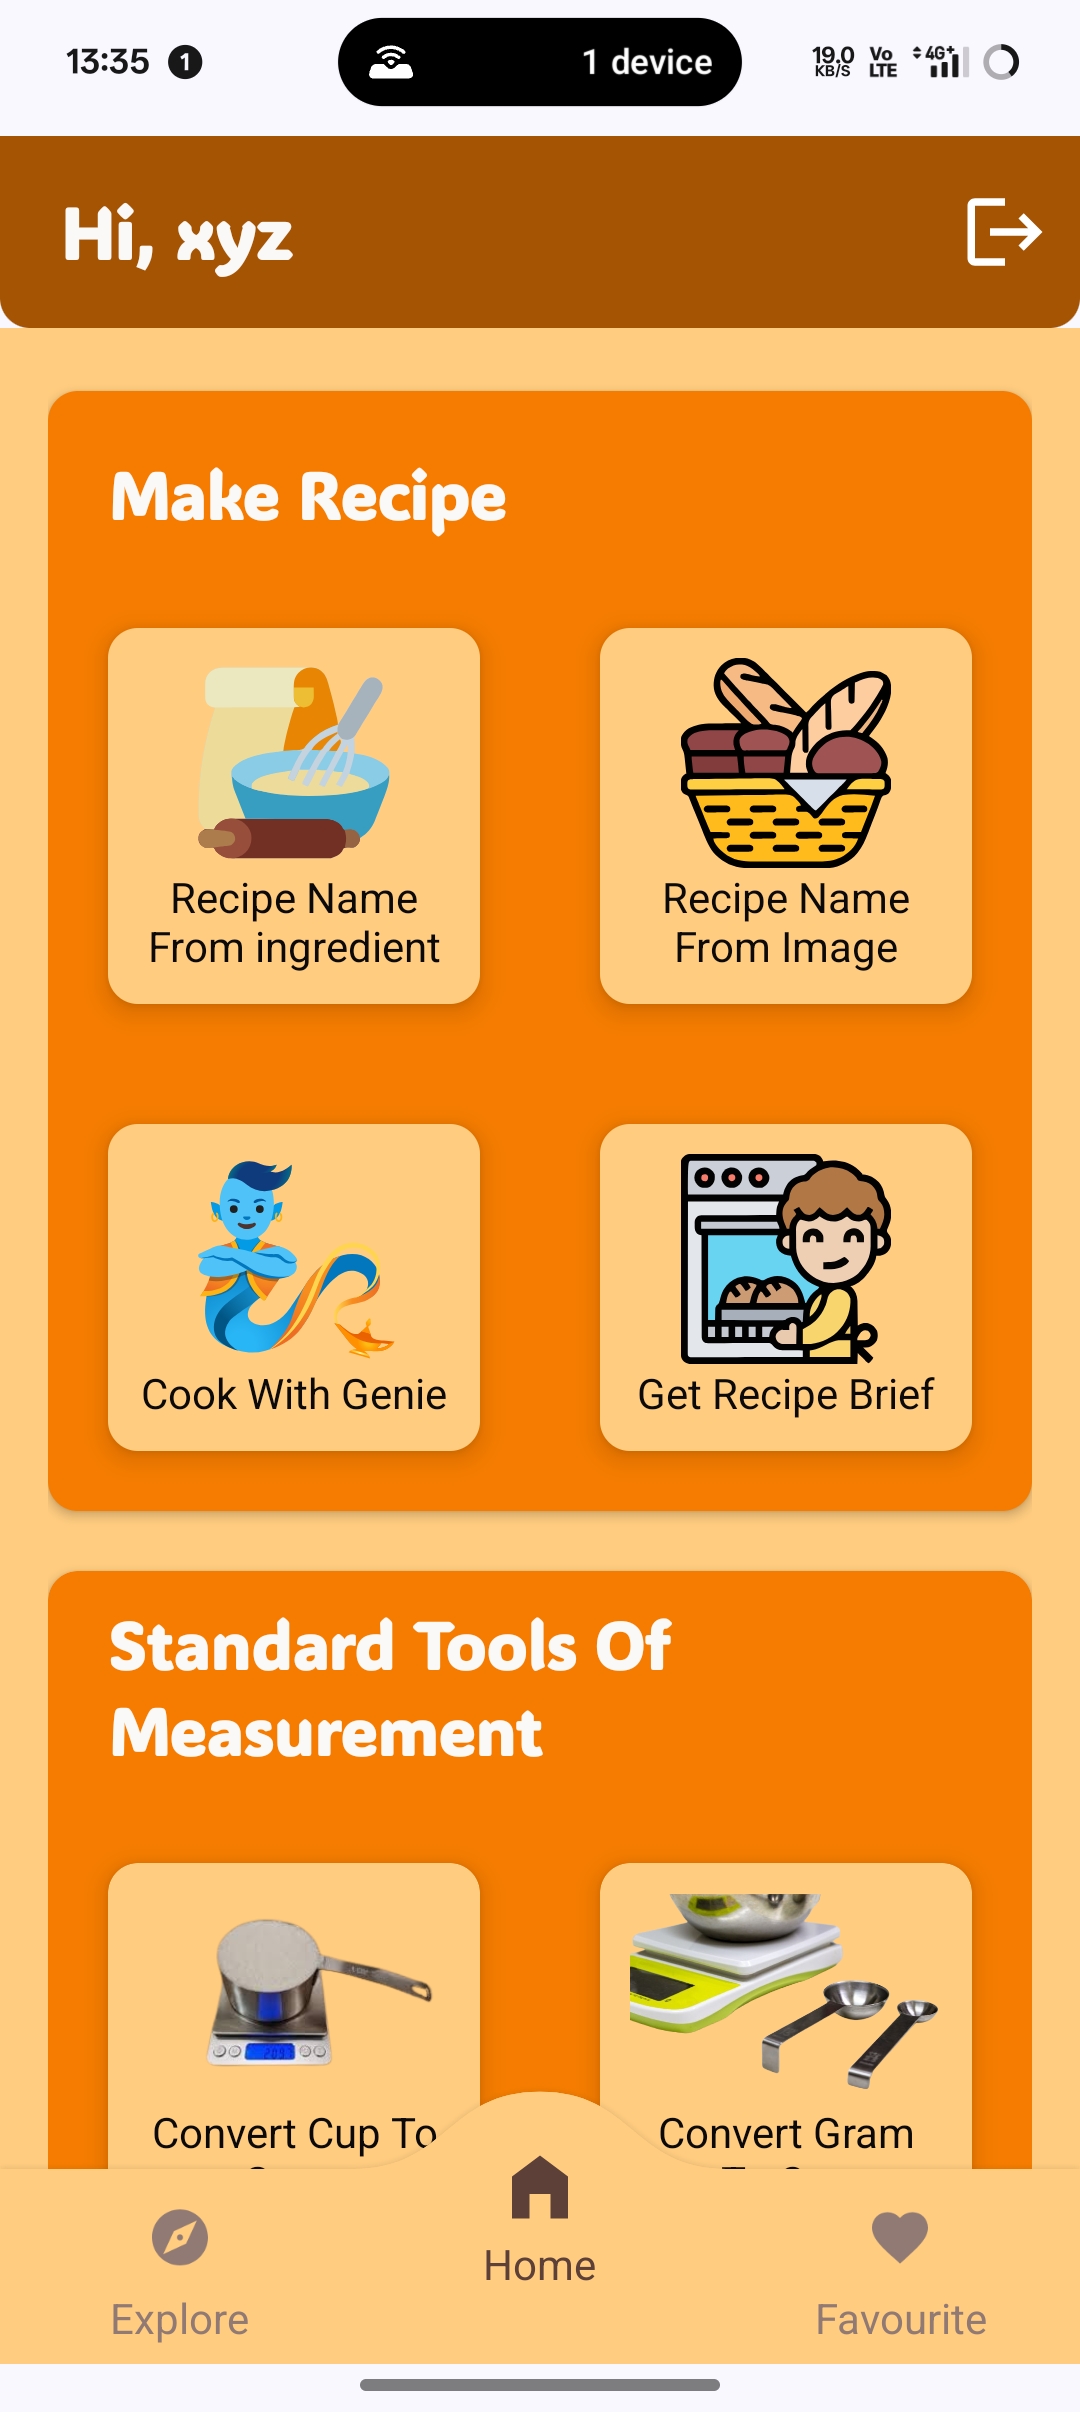 13:35 1
1 device
19.0 KB/S Vo LTE 4G+
Hi, xyz
Make Recipe
Recipe Name
From ingredient
Recipe Name
From Image
Cook With Genie
Get Recipe Brief
Standard Tools Of
Measurement
Convert Cup To
Convert Gram
Explore
Home
Favourite